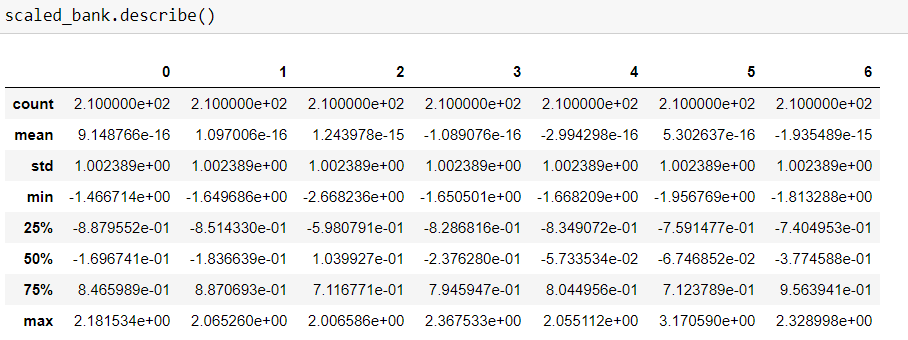 scaled_bank.describe()
0 1 2 3 4 5 6
count 2.100000e+02 2.100000e+02 2.100000e+02 2.100000e+02 2.100000e+02 2.100000e+02 2.100000e+02
mean 9.148766e-16 1.097006e-16 1.243978e-15 -1.089076e-16 -2.994298e-16 5.302637e-16 -1.935489e-15
std 1.002389e+00 1.002389e+00 1.002389e+00 1.002389e+00 1.002389e+00 1.002389e+00 1.002389e+00
min -1.466714e+00 -1.649686e+00 -2.668236e+00 -1.650501e+00 -1.668209e+00 -1.956769e+00 -1.813288e+00
25% -8.879552e-01 -8.514330e-01 -5.980791e-01 -8.286816e-01 -8.349072e-01 -7.591477e-01 -7.404953e-01
50% -1.696741e-01 -1.836639e-01 1.039927e-01 -2.376280e-01 -5.733534e-02 -6.746852e-02 -3.774588e-01
75% 8.465989e-01 8.870693e-01 7.116771e-01 7.945947e-01 8.044956e-01 7.123789e-01 9.563941e-01
max 2.181534e+00 2.065260e+00 2.006586e+00 2.367533e+00 2.055112e+00 3.170590e+00 2.328998e+00